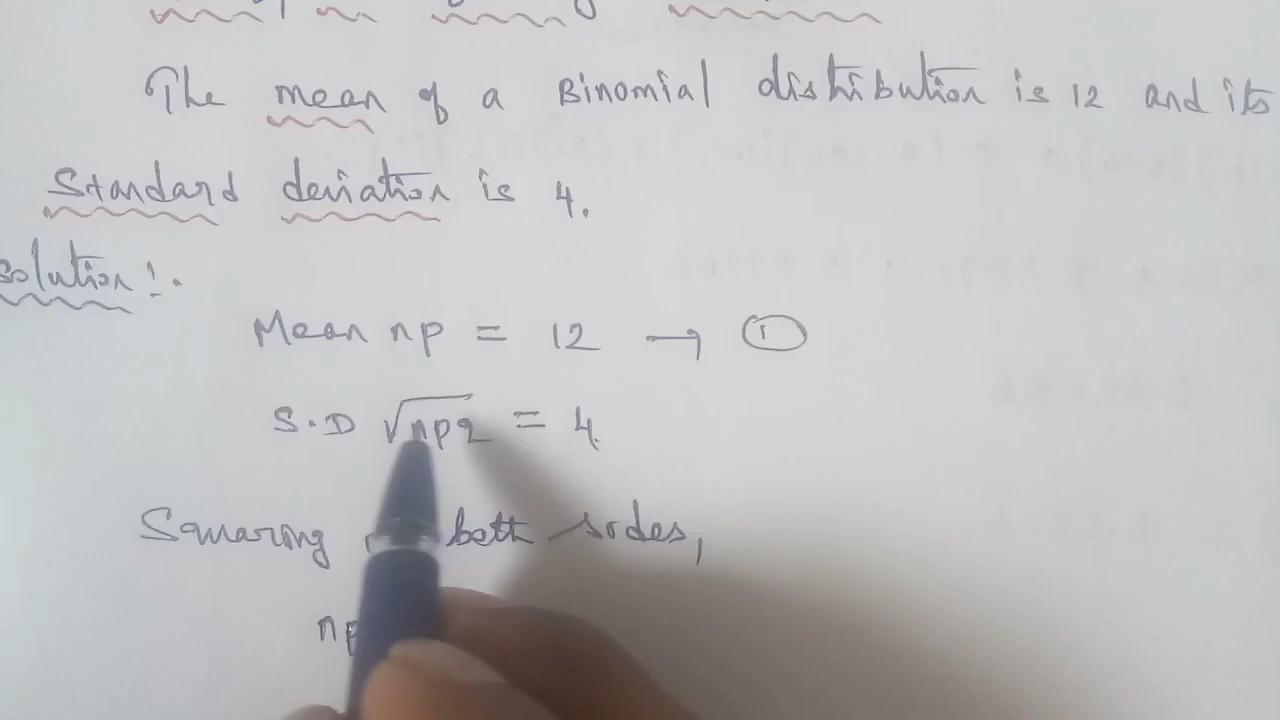 The mean of a Binomial distribution is 12 and its
Standard deviation is 4.
Solution:.
Mean np = 12 → ①
S.D √npq = 4
Squaring both sides,
np